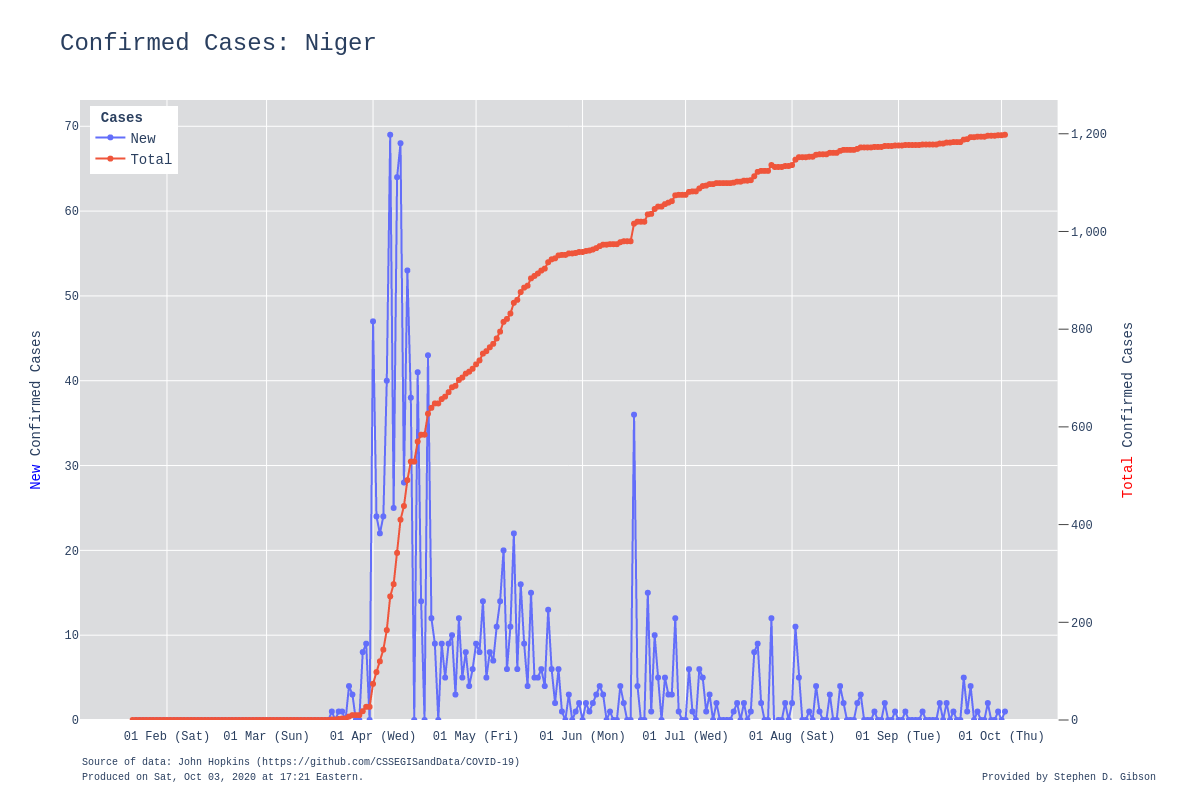 Confirmed Cases: Niger
Cases
New
Total
70
60
50
40
30
20
10
0
1,200
1,000
800
600
400
200
0
New Confirmed Cases
Total Confirmed Cases
01 Feb (Sat) 01 Mar (Sun) 01 Apr (Wed) 01 May (Fri) 01 Jun (Mon) 01 Jul (Wed) 01 Aug (Sat) 01 Sep (Tue) 01 Oct (Thu)
Source of data: John Hopkins (https://github.com/CSSEGISandData/COVID-19)
Produced on Sat, Oct 03, 2020 at 17:21 Eastern.
Provided by Stephen D. Gibson